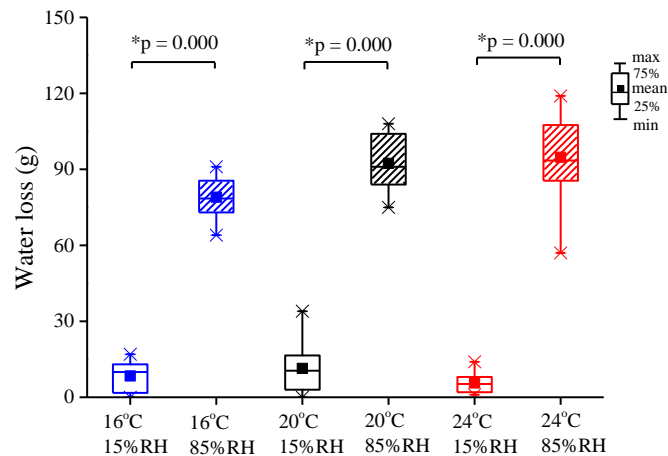 150
120
90
60
30
0
Water loss (g)
*p = 0.000
*p = 0.000
*p = 0.000
max
75%
mean
25%
min
16°C
15%RH
16°C
85%RH
20°C
15%RH
20°C
85%RH
24°C
15%RH
24°C
85%RH